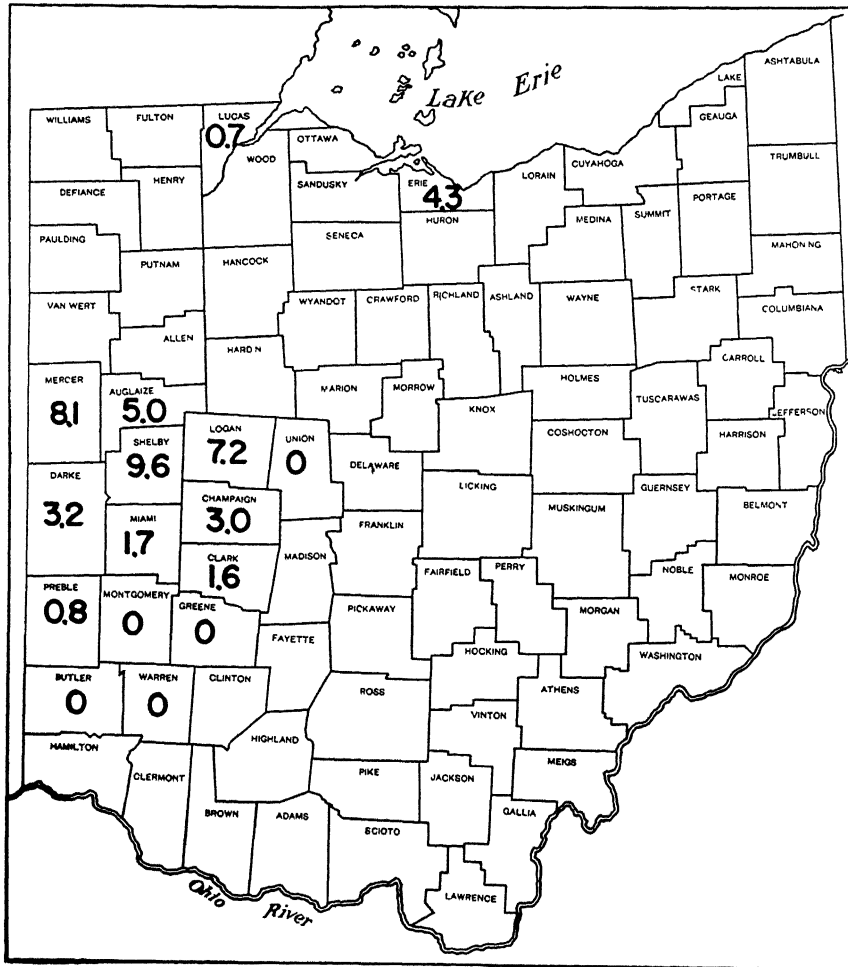 Lake Erie
ASHTABULA
LAKE
GEAUGA
WILLIAMS
FULTON
LUCAS
0.7
OTTAWA
WOOD
CUYAHOGA
TRUMBULL
LORAIN
HENRY
DEFIANCE
SANDUSKY
ERIE
4.3
HURON
MEDINA
SUMMIT
PORTAGE
PAULDING
SENECA
MAHONING
PUTNAM
HANCOCK
VAN WERT
WYANDOT
CRAWFORD
RICHLAND
ASHLAND
WAYNE
STARK
COLUMBIANA
ALLEN
HARD N
CARROLL
MERCER
8.1
AUGLAIZE
5.0
MARION
MORROW
HOLMES
TUSCARAWAS
JEFFERSON
KNOX
LOGAN
7.2
UNION
0
SHELBY
9.6
COSHOCTON
HARRISON
DELAWARE
DARKE
3.2
LICKING
GUERNSEY
CHAMPAIGN
3.0
MUSKINGUM
BELMONT
MIAMI
1.7
FRANKLIN
CLARK
1.6
MADISON
PREBLE
0.8
MONTGOMERY
0
GREENE
0
FAIRFIELD
PERRY
NOBLE
MONROE
PICKAWAY
MORGAN
FAYETTE
HOCKING
WASHINGTON
BUTLER
0
WARREN
0
CLINTON
ROSS
ATHENS
VINTON
HAMILTON
HIGHLAND
MEIGS
CLERMONT
PIKE
JACKSON
BROWN
ADAMS
GALLIA
SCIOTO
LAWRENCE
Ohio River